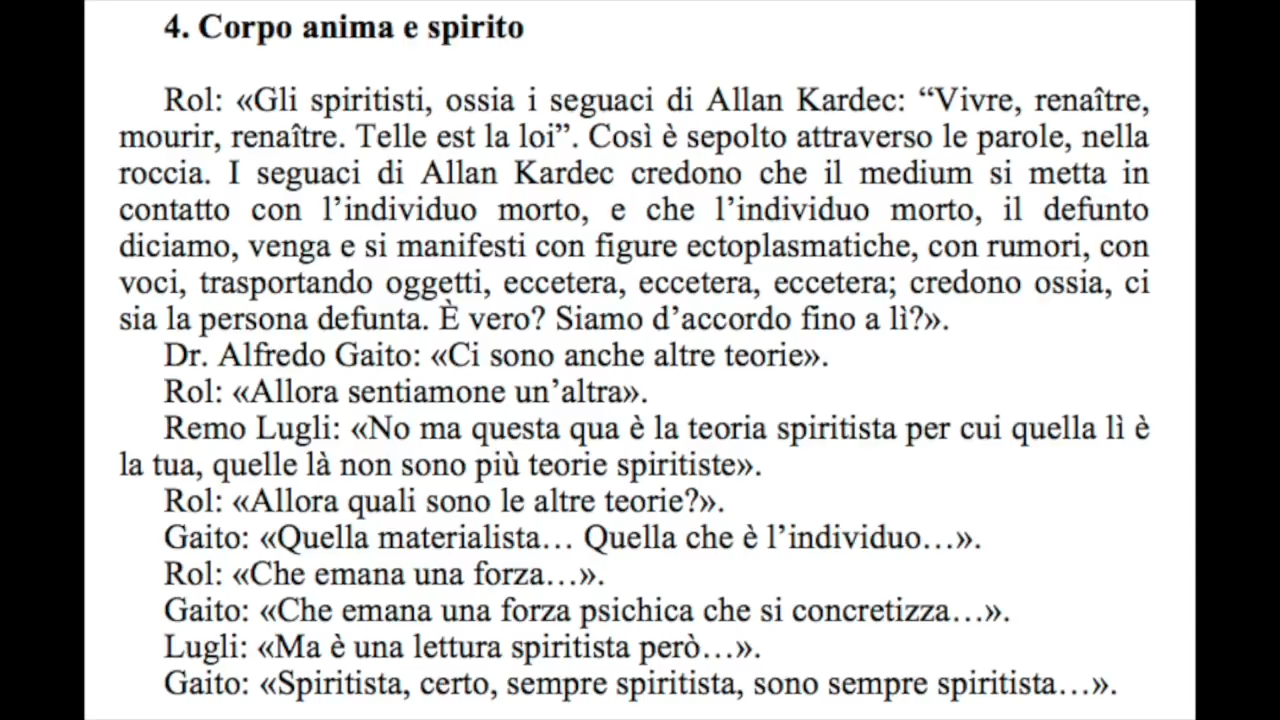 4. Corpo anima e spirito
Rol: «Gli spiritisti, ossia i seguaci di Allan Kardec: “Vivre, renaître,
mourir, renaître. Telle est la loi”. Così è sepolto attraverso le parole, nella
roccia. I seguaci di Allan Kardec credono che il medium si metta in
contatto con l’individuo morto, e che l’individuo morto, il defunto
diciamo, venga e si manifesti con figure ectoplasmatiche, con rumori, con
voci, trasportando oggetti, eccetera, eccetera, eccetera; credono ossia, ci
sia la persona defunta. È vero? Siamo d’accordo fino a lì?».
Dr. Alfredo Gaito: «Ci sono anche altre teorie».
Rol: «Allora sentiamone un’altra».
Remo Lugli: «No ma questa qua è la teoria spiritista per cui quella lì è
la tua, quelle là non sono più teorie spiritiste».
Rol: «Allora quali sono le altre teorie?».
Gaito: «Quella materialista… Quella che è l’individuo…».
Rol: «Che emana una forza…».
Gaito: «Che emana una forza psichica che si concretizza…».
Lugli: «Ma è una lettura spiritista però…».
Gaito: «Spiritista, certo, sempre spiritista, sono sempre spiritista…».